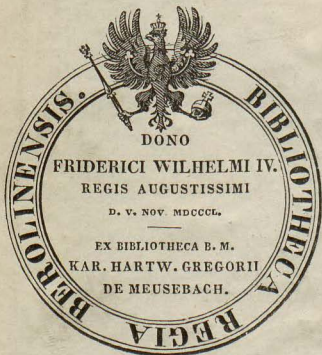 BIBLIOTHECA REGIA BEROLINENSIS.
DONO
FRIDERICI WILHELMI IV.
REGIS AUGUSTISSIMI
D. V. NOV. MDCCCL.
EX BIBLIOTHECA B. M.
KAR. HARTW. GREGORII
DE MEUSEBACH.